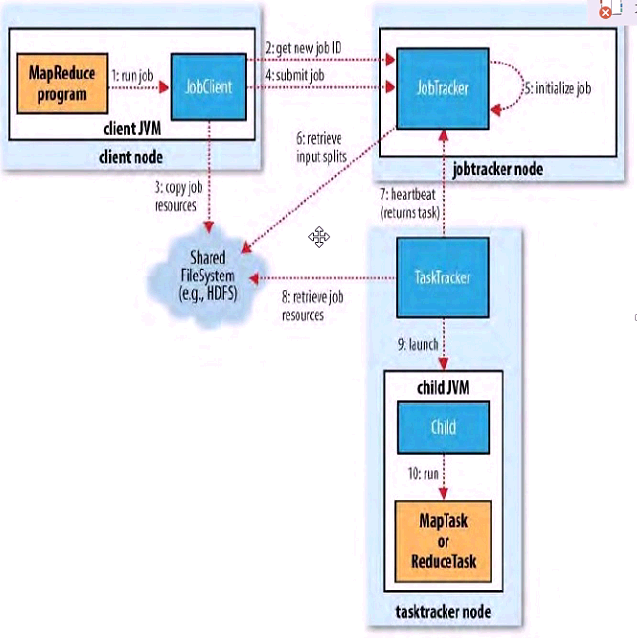 MapReduce
program
1: run job
JobClient
client JVM
client node
2: get new job ID
4: submit job
JobTracker
5: initialize job
jobtracker node
3: copy job
resources
6: retrieve
input splits
7: heartbeat
(returns task)
Shared
FileSystem
(e.g., HDFS)
8: retrieve job
resources
TaskTracker
9: launch
child JVM
Child
10: run
MapTask
or
ReduceTask
tasktracker node